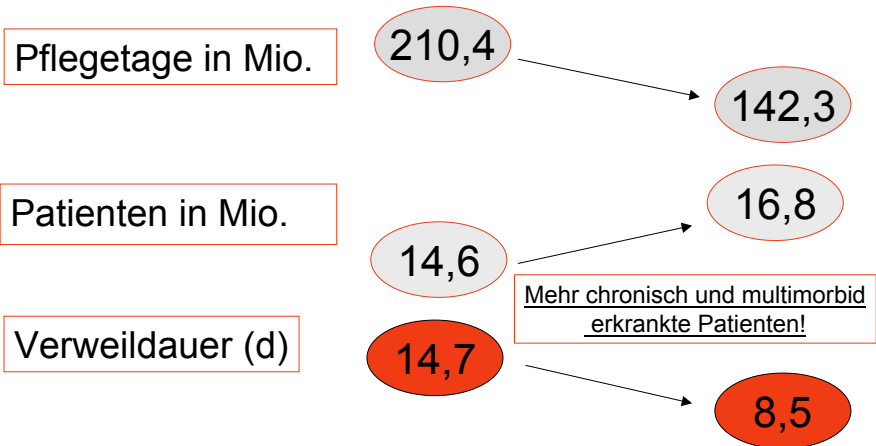 Pflegetage in Mio.
210,4
142,3
Patienten in Mio.
14,6
16,8
Mehr chronisch und multimorbid
erkrankte Patienten!
Verweildauer (d)
14,7
8,5